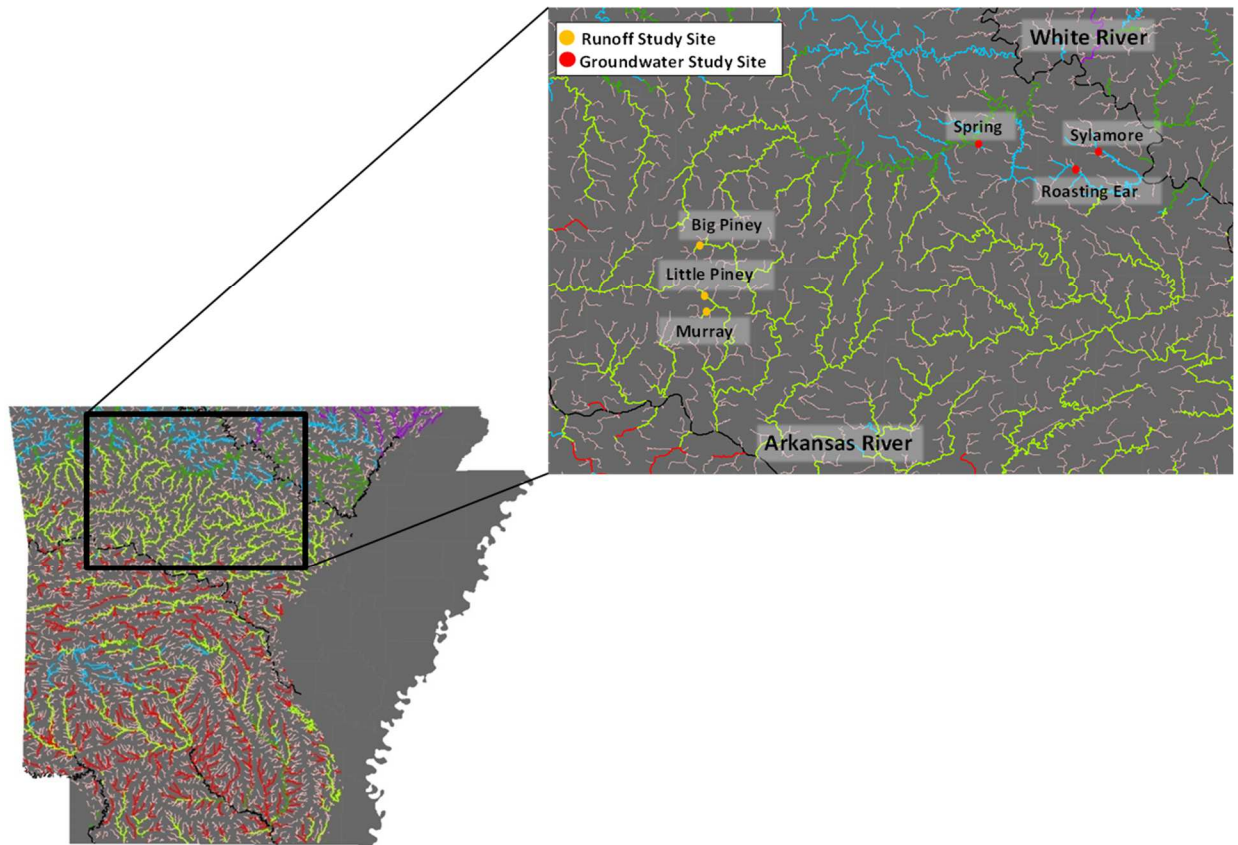 Runoff Study Site
Groundwater Study Site
White River
Spring
Sylamore
Roasting Ear
Big Piney
Little Piney
Murray
Arkansas River